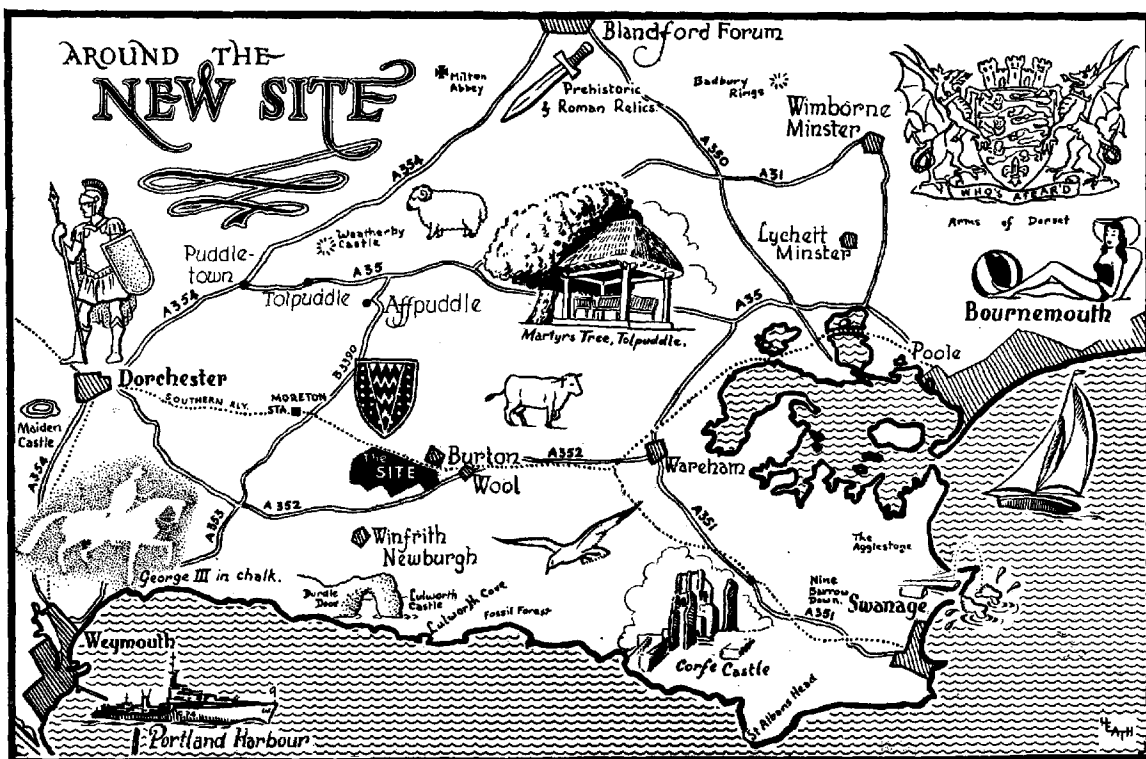 AROUND THE
NEW SITE
Blandford Forum
Milton
Abbey
Prehistoric
& Roman Relics.
Badbury
Rings
Wimborne
Minster
A354
A350
A31
WHO'S AFEAR'D
Arms of Dorset
Weatherby
Castle
Lychett
Minster
Puddle-
town
A35
Tolpuddle
Affpuddle
A354
A35
Bournemouth
Martyrs Tree, Tolpuddle.
Poole
B3390
Dorchester
SOUTHERN RLY.
MORETON
STA.
Maiden
Castle
A354
The
SITE
Burton
Wool
A352
Wareham
A352
A353
A351
Winfrith
Newburgh
The
Agglestone
George III in chalk.
Durdle
Door
Lulworth
Castle
Lulworth Cove
Fossil Forest
Nine
Barrow
Down.
Swanage
A351
Weymouth
Corfe Castle
St Albans Head
Portland Harbour
HEATH